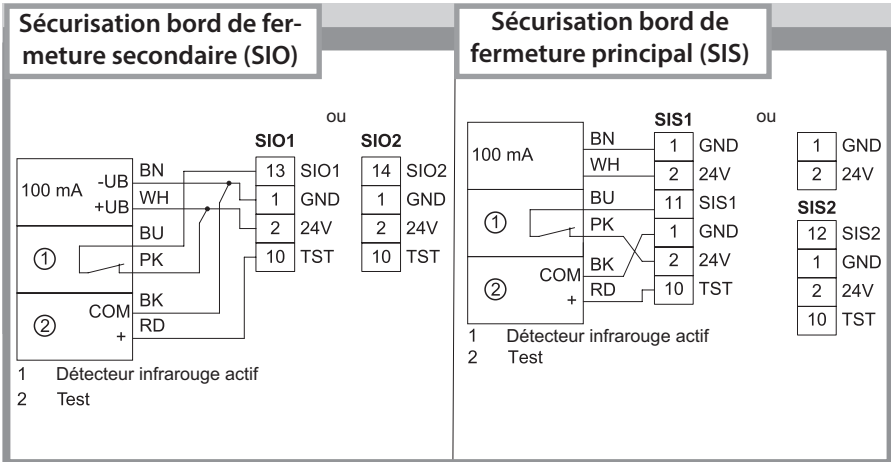 Sécurisation bord de fer-
meture secondaire (SIO)
ou
SIO1
SIO2
100 mA
-UB
+UB
BN
WH
BU
PK
BK
RD
1
COM
2
+
13 SIO1
1 GND
2 24V
10 TST
14 SIO2
1 GND
2 24V
10 TST
1 Détecteur infrarouge actif
2 Test
Sécurisation bord de
fermeture principal (SIS)
SIS1
ou
100 mA
BN
WH
BU
PK
BK
RD
1
COM
2
+
1 GND
2 24V
11 SIS1
1 GND
2 24V
10 TST
1 GND
2 24V
SIS2
12 SIS2
1 GND
2 24V
10 TST
1 Détecteur infrarouge actif
2 Test